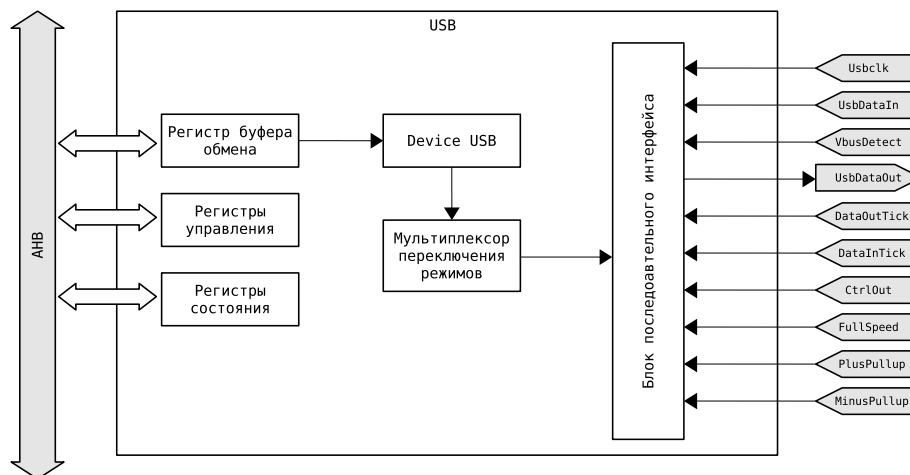 USB
Регистр буфера
обмена
Device USB
Регистры
управления
Мультиплексор
переключения
режимов
Регистры
состояния
AHB
Блок последоавтельного интерфейса
Usbclk
UsbDataIn
VbusDetect
UsbDataOut
DataOutTick
DataInTick
CtrlOut
FullSpeed
PlusPullup
MinusPullup